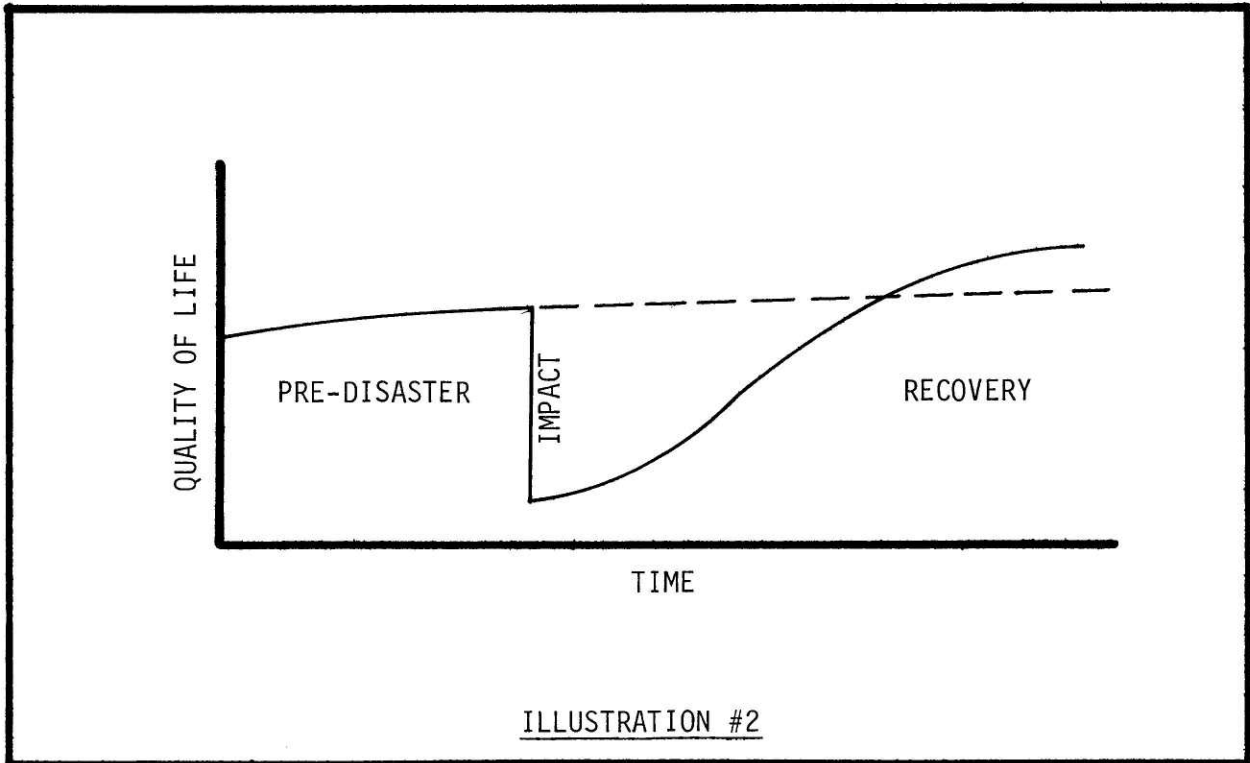 QUALITY OF LIFE
PRE-DISASTER
IMPACT
RECOVERY
TIME
ILLUSTRATION #2